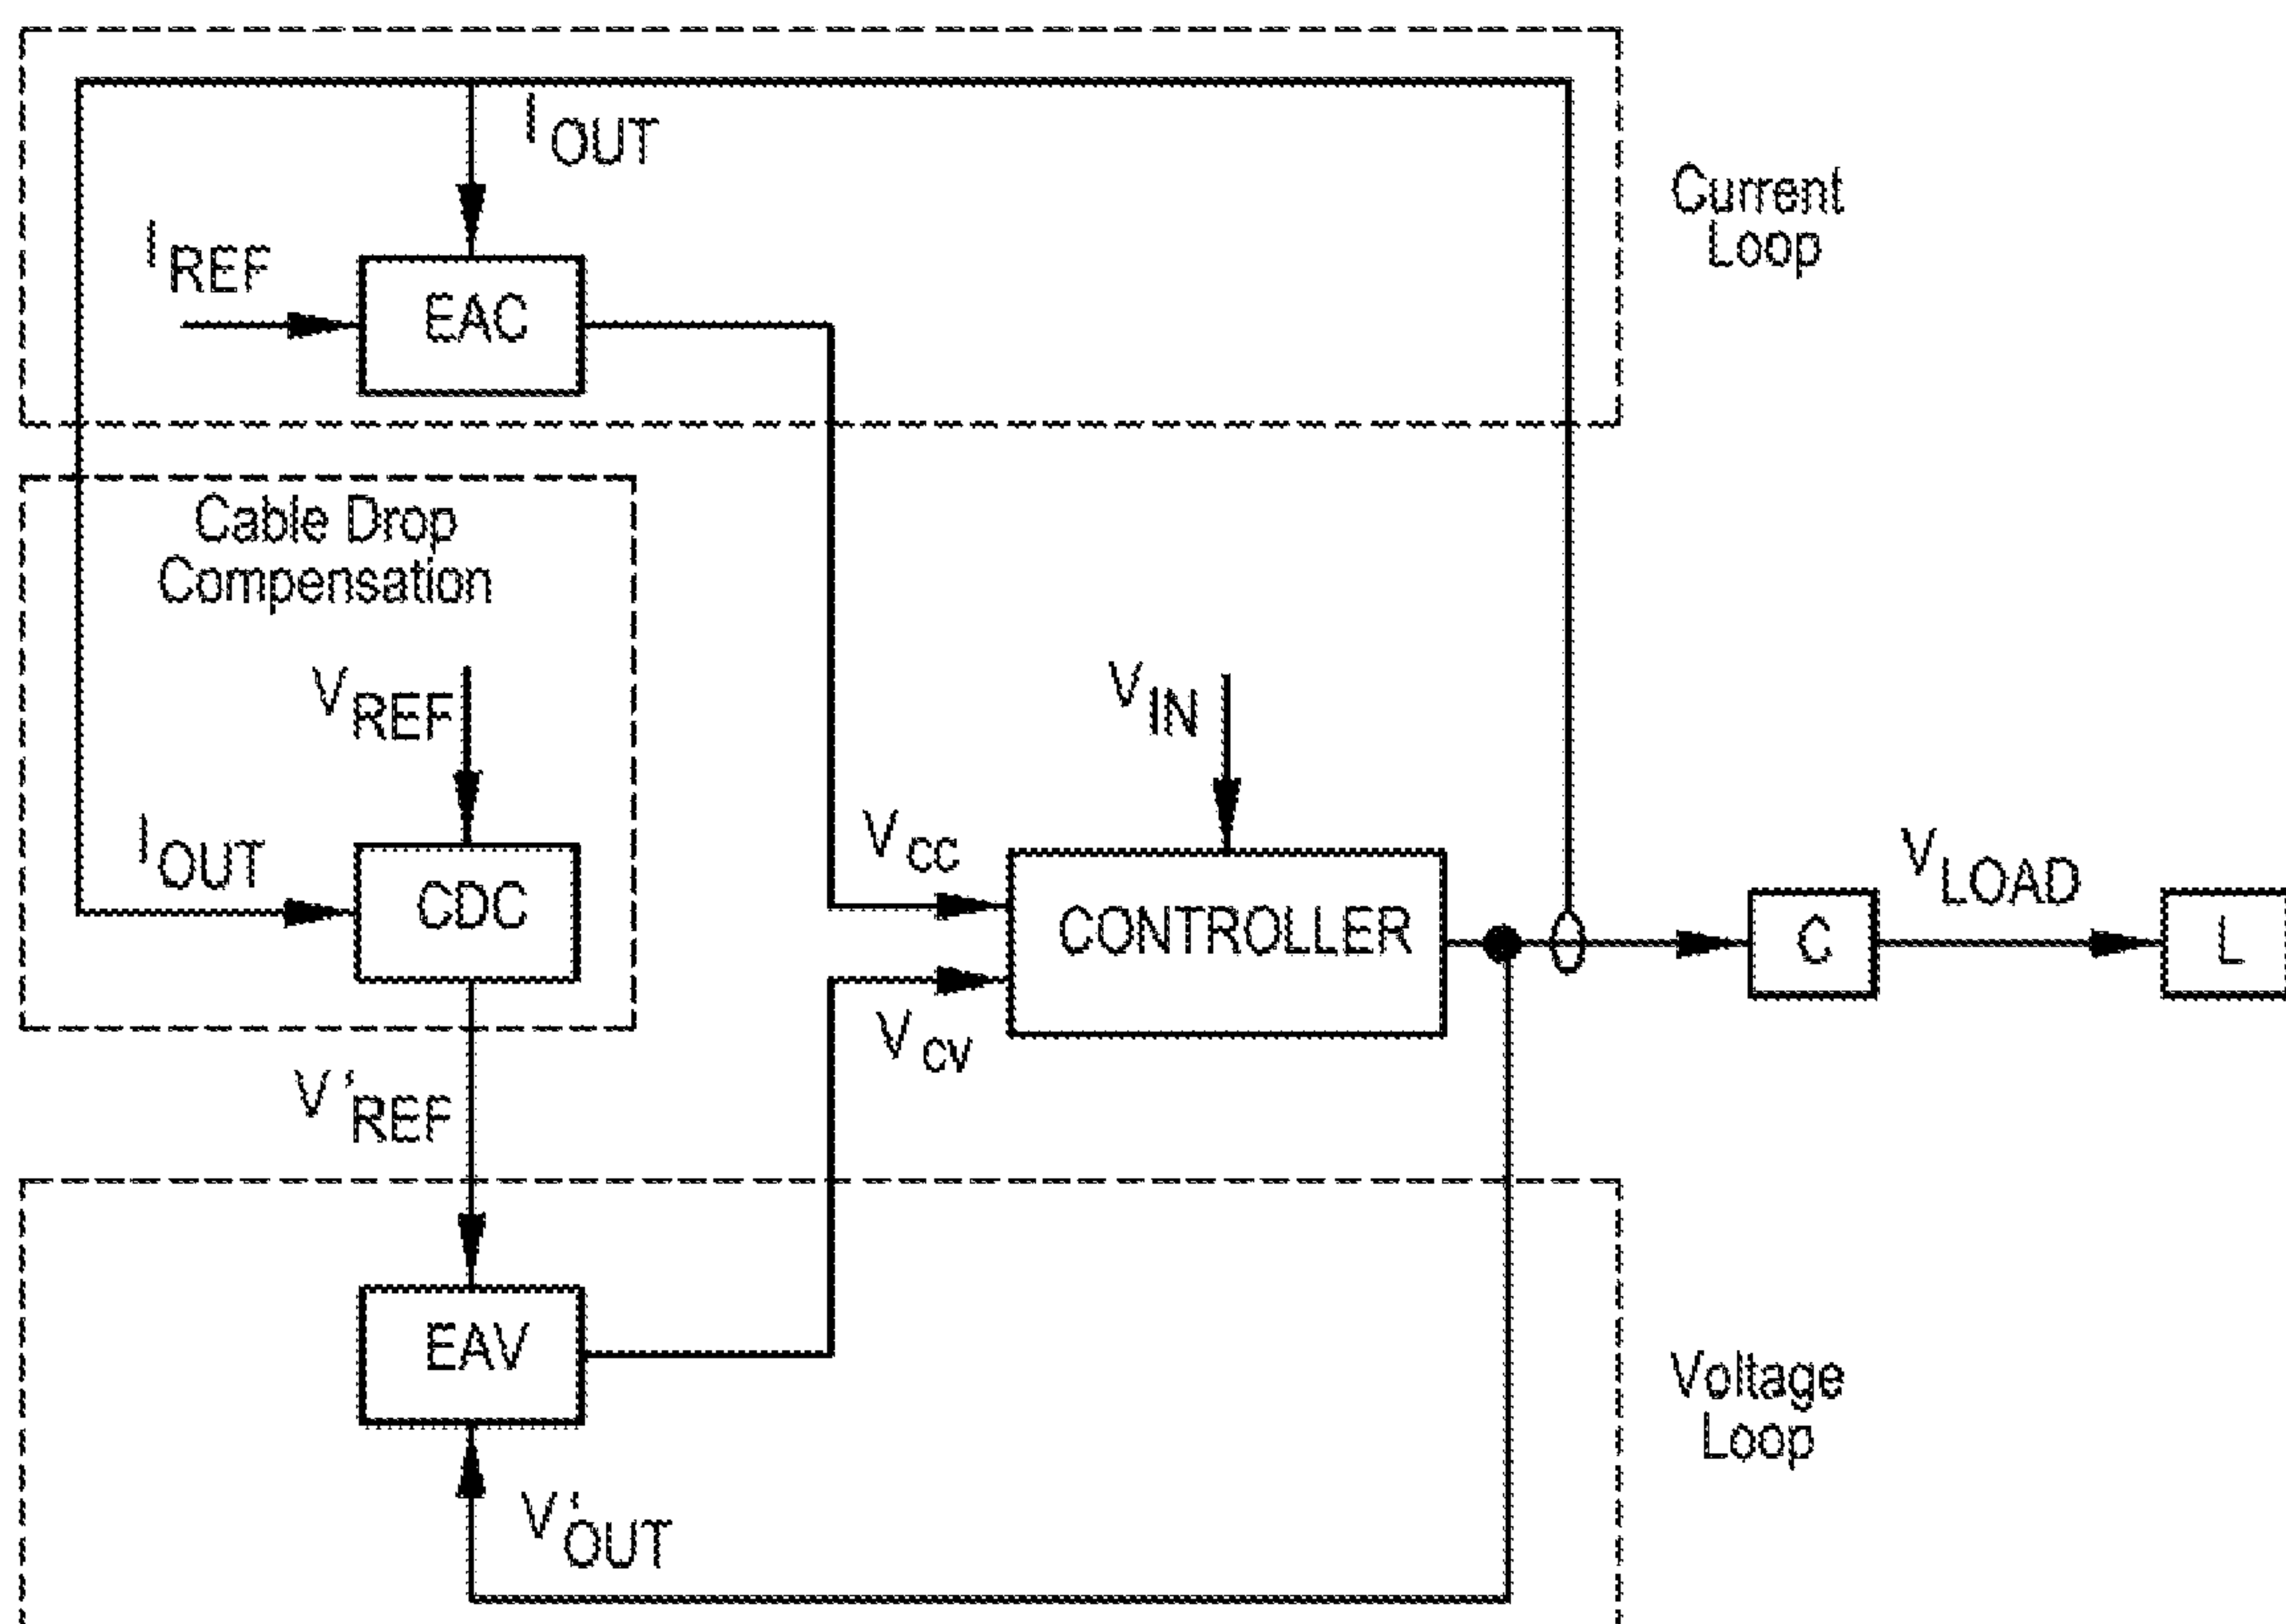 I OUT
I REF
EAC
Current
Loop
Cable Drop
Compensation
V REF
V IN
I OUT
CDC
V CC
CONTROLLER
V CV
C
V LOAD
L
V' REF
EAV
Voltage
Loop
V' OUT